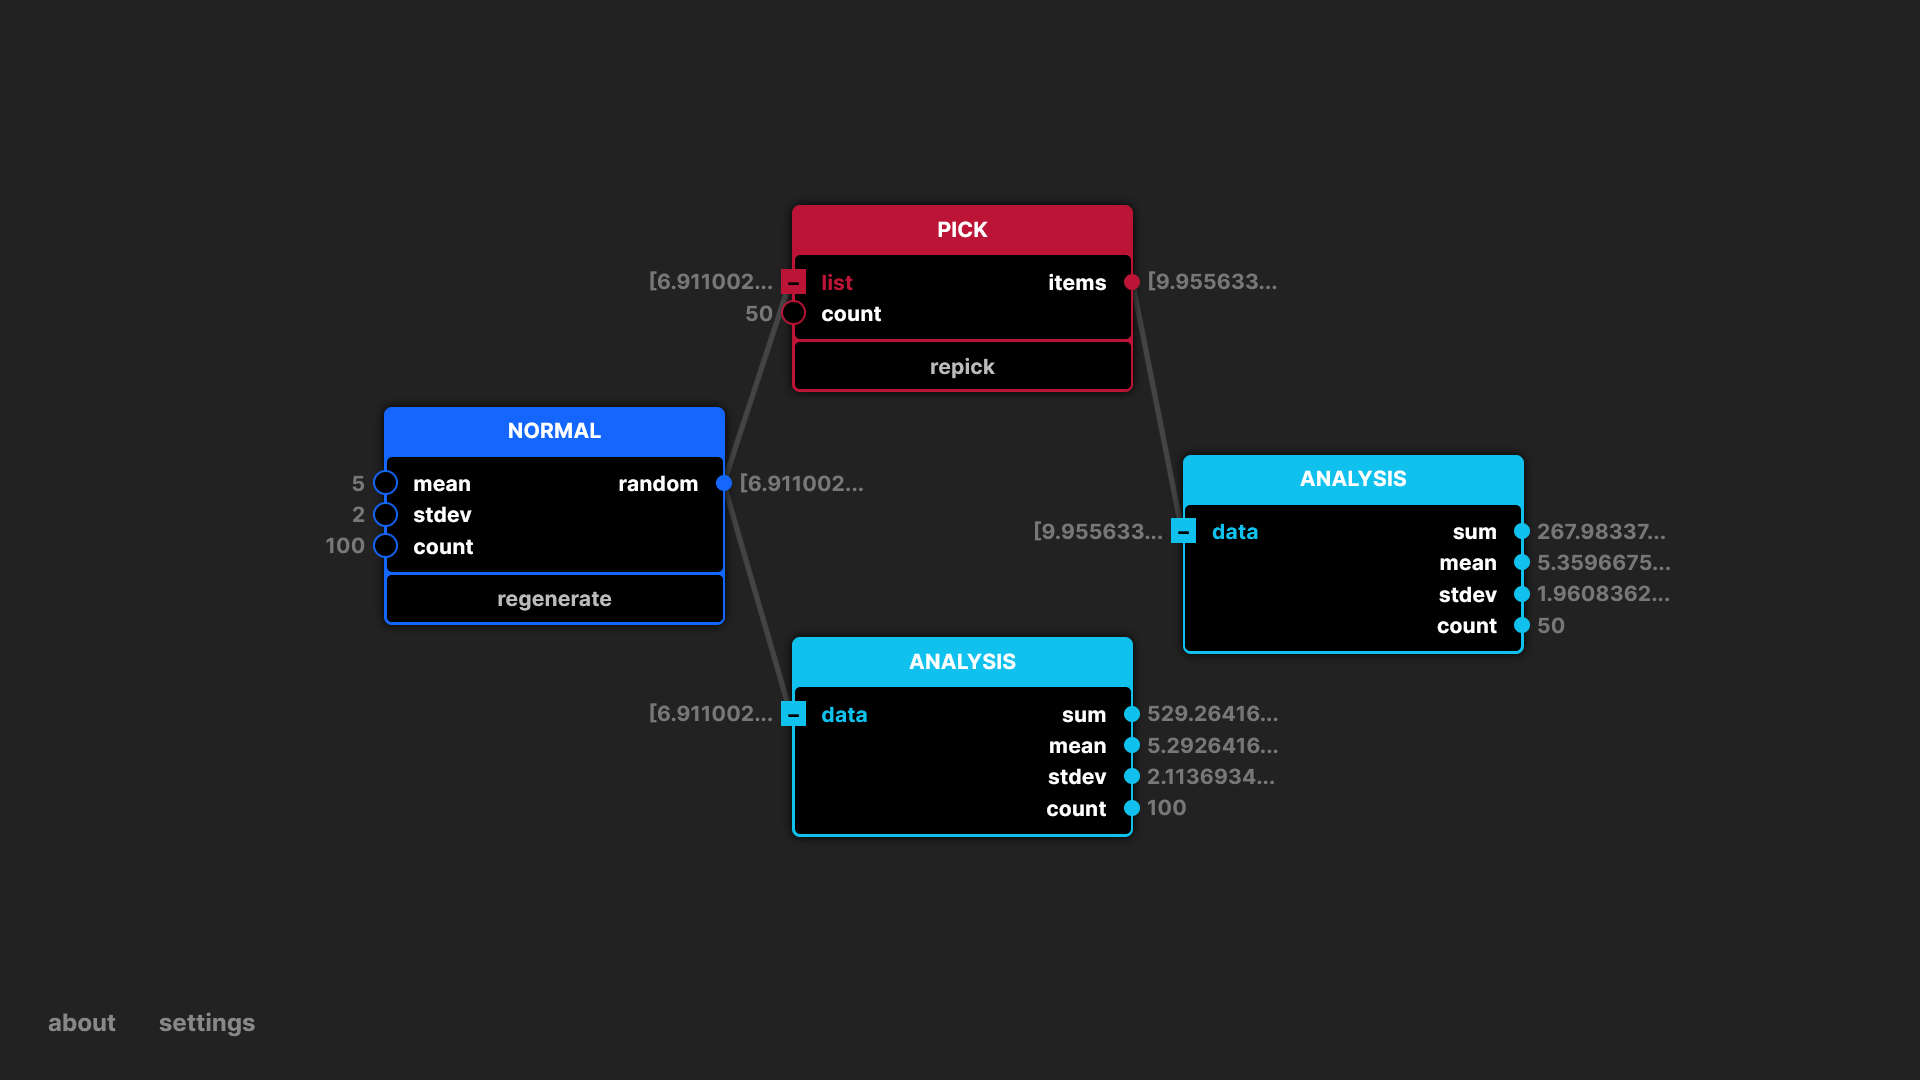 PICK
[6.911002... list items [9.955633...
50 count
repick
NORMAL
5 mean random [6.911002...
2 stdev
100 count
regenerate
ANALYSIS
[9.955633... data sum 267.98337...
mean 5.3596675...
stdev 1.9608362...
count 50
ANALYSIS
[6.911002... data sum 529.26416...
mean 5.2926416...
stdev 2.1136934...
count 100
about settings